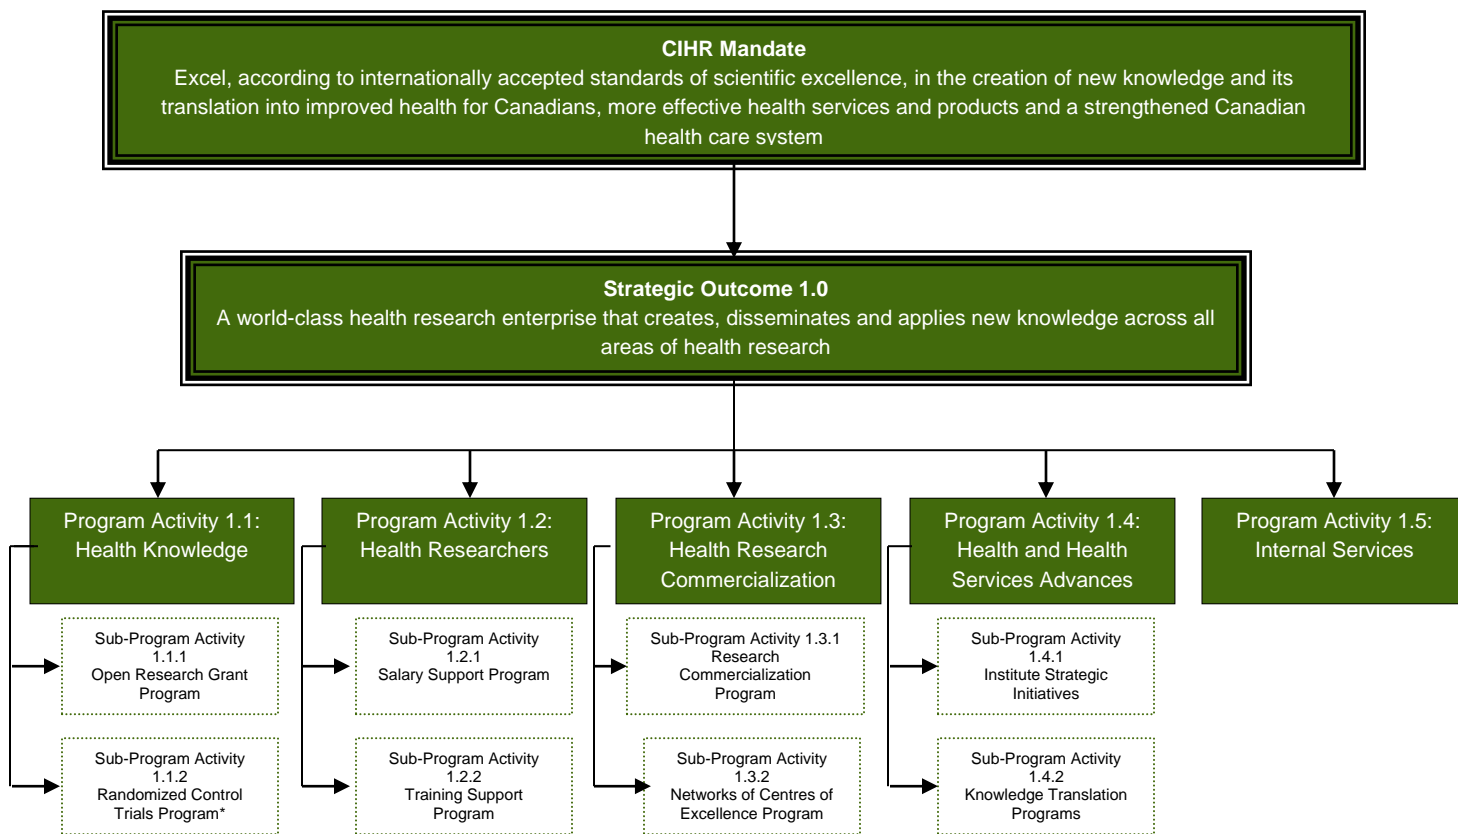 CIHR Mandate
Excel, according to internationally accepted standards of scientific excellence, in the creation of new knowledge and its
translation into improved health for Canadians, more effective health services and products and a strengthened Canadian
health care system
Strategic Outcome 1.0
A world-class health research enterprise that creates, disseminates and applies new knowledge across all
areas of health research
Program Activity 1.1:
Health Knowledge
Program Activity 1.2:
Health Researchers
Program Activity 1.3:
Health Research
Commercialization
Program Activity 1.4:
Health and Health
Services Advances
Program Activity 1.5:
Internal Services
Sub-Program Activity
1.1.1
Open Research Grant
Program
Sub-Program Activity
1.2.1
Salary Support Program
Sub-Program Activity 1.3.1
Research
Commercialization
Program
Sub-Program Activity
1.4.1
Institute Strategic
Initiatives
Sub-Program Activity
1.1.2
Randomized Control
Trials Program*
Sub-Program Activity
1.2.2
Training Support
Program
Sub-Program Activity
1.3.2
Networks of Centres of
Excellence Program
Sub-Program Activity
1.4.2
Knowledge Translation
Programs